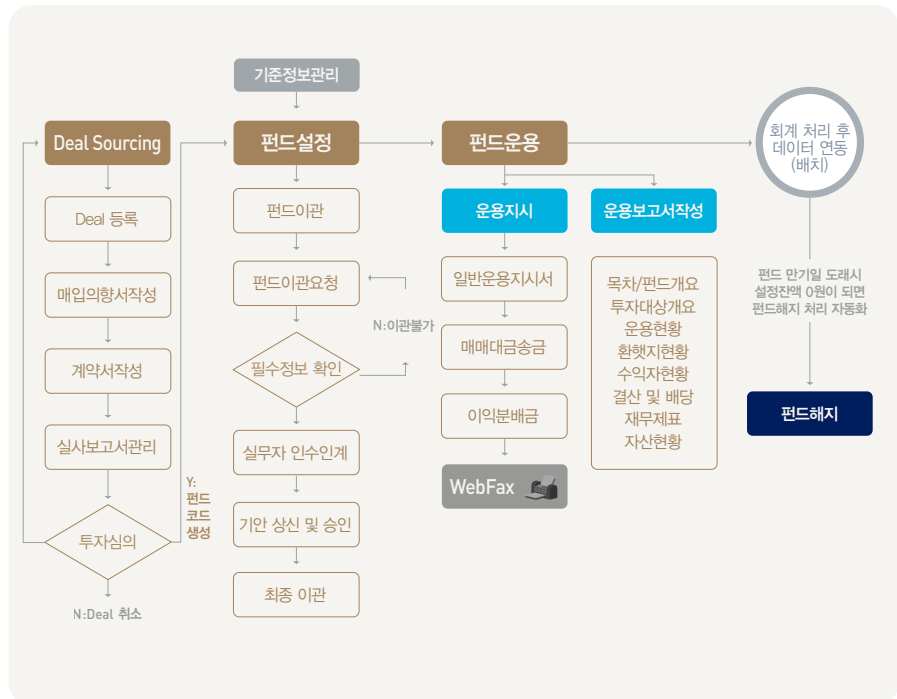 기준정보관리
Deal Sourcing
Deal 등록
매입의향서작성
계약서작성
실사보고서관리
투자심의
N:Deal 취소
Y:
펀드
코드
생성
펀드설정
펀드이관
펀드이관요청
N:이관불가
필수정보 확인
실무자 인수인계
기안 상신 및 승인
최종 이관
펀드운용
운용지시
일반운용지시서
매매대금송금
이익분배금
WebFax
운용보고서작성
목차/펀드개요
투자대상개요
운용현황
환햇지현황
수익자현황
결산 및 배당
재무제표
자산현황
회계 처리 후
데이터 연동
(배치)
펀드 만기일 도래시
설정잔액 0원이 되면
펀드해지 처리 자동화
펀드해지